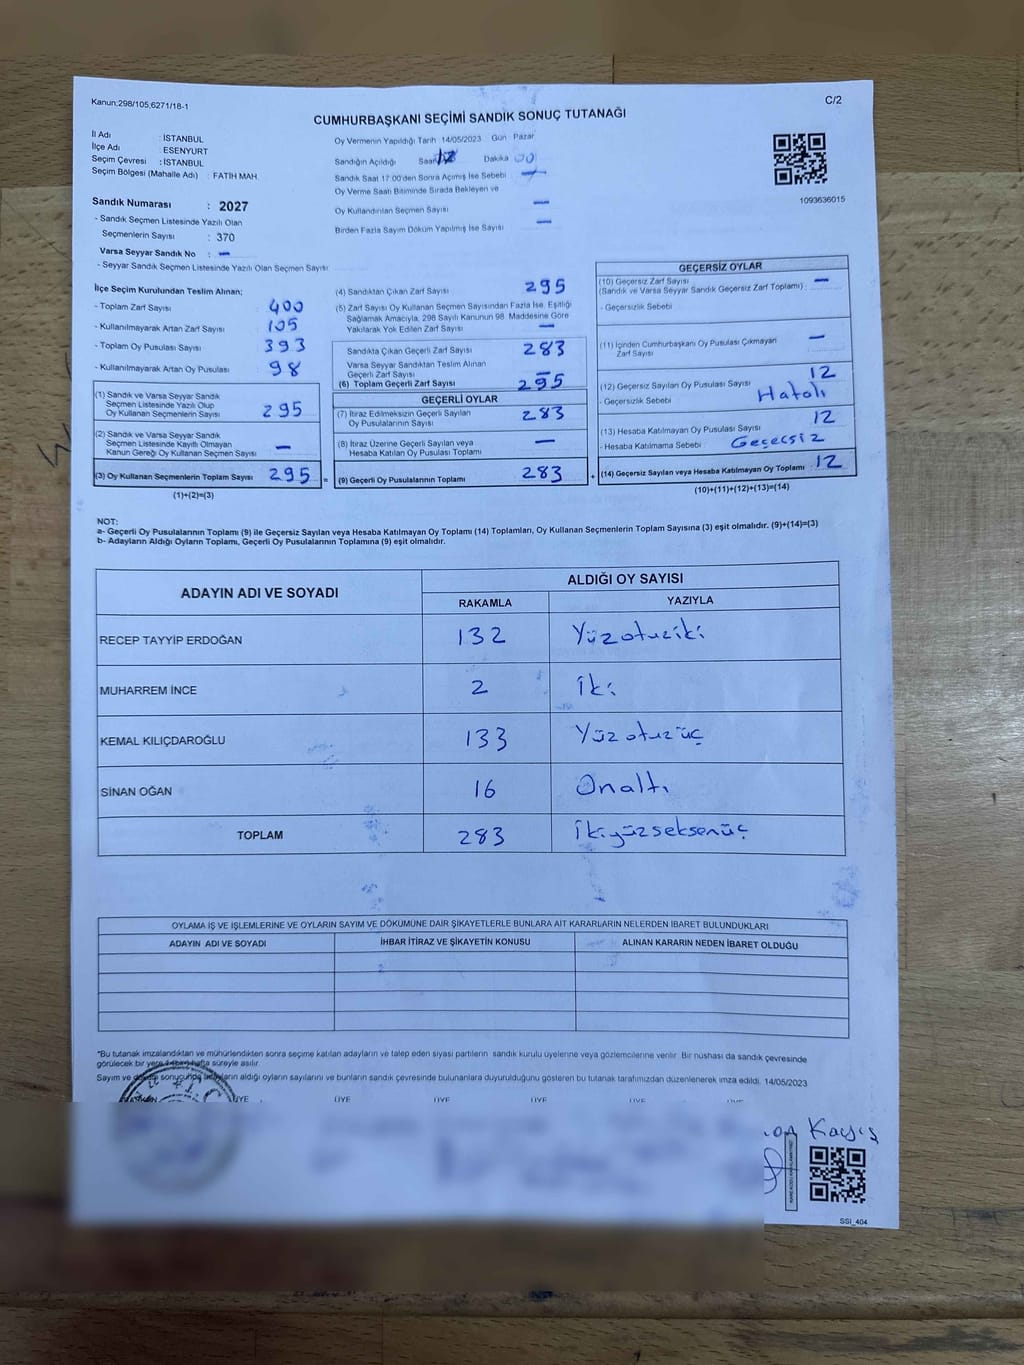 Kanun:298/105;6271/18-1
C/2
CUMHURBAŞKANI SEÇİMİ SANDIK SONUÇ TUTANAĞI
İl Adı : İSTANBUL
İlçe Adı : ESENYURT
Seçim Çevresi : İSTANBUL
Seçim Bölgesi (Mahalle Adı) : FATİH MAH.
Sandık Numarası : 2027
- Sandık Seçmen Listesinde Yazılı Olan
Seçmenlerin Sayısı : 370
Varsa Seyyar Sandık No : —
- Seyyar Sandık Seçmen Listesinde Yazılı Olan Seçmen Sayısı
Oy Vermenin Yapıldığı Tarih 14/05/2023 Gün Pazar
Sandığın Açıldığı Saat 17 Dakika 00
Sandık Saat 17:00'den Sonra Açılmış İse Sebebi —
Oy Verme Saati Bitiminde Sırada Bekleyen ve
Oy Kullandırılan Seçmen Sayısı —
Birden Fazla Sayım Döküm Yapılmış İse Sayısı —
1093636015
İlçe Seçim Kurulundan Teslim Alınan;
- Toplam Zarf Sayısı 400
- Kullanılmayarak Artan Zarf Sayısı 105
- Toplam Oy Pusulası Sayısı 393
- Kullanılmayarak Artan Oy Pusulası 98
(1) Sandık ve Varsa Seyyar Sandık
Seçmen Listesinde Yazılı Olup
Oy Kullanan Seçmenlerin Sayısı 295
(2) Sandık ve Varsa Seyyar Sandık
Seçmen Listesinde Kayıtlı Olmayan
Kanun Gereği Oy Kullanan Seçmen Sayısı —
(3) Oy Kullanan Seçmenlerin Toplam Sayısı 295
(1)+(2)=(3)
=
(4) Sandıktan Çıkan Zarf Sayısı 295
(5) Zarf Sayısı Oy Kullanan Seçmen Sayısından Fazla İse, Eşitliği
Sağlamak Amacıyla, 298 Sayılı Kanunun 98. Maddesine Göre
Yakılarak Yok Edilen Zarf Sayısı —
Sandıkta Çıkan Geçerli Zarf Sayısı 283
Varsa Seyyar Sandıktan Teslim Alınan
Geçerli Zarf Sayısı —
(6) Toplam Geçerli Zarf Sayısı 295
GEÇERLİ OYLAR
(7) İtiraz Edilmeksizin Geçerli Sayılan
Oy Pusulalarının Sayısı 283
(8) İtiraz Üzerine Geçerli Sayılan veya
Hesaba Katılan Oy Pusulası Toplamı —
(9) Geçerli Oy Pusulalarının Toplamı 283
+
GEÇERSİZ OYLAR
(10) Geçersiz Zarf Sayısı —
(Sandık ve Varsa Seyyar Sandık Geçersiz Zarf Toplamı)
- Geçersizlik Sebebi
(11) İçinden Cumhurbaşkanı Oy Pusulası Çıkmayan —
Zarf Sayısı
(12) Geçersiz Sayılan Oy Pusulası Sayısı 12
- Geçersizlik Sebebi Hatalı
(13) Hesaba Katılmayan Oy Pusulası Sayısı 12
- Hesaba Katılmama Sebebi Geçersiz
(14) Geçersiz Sayılan veya Hesaba Katılmayan Oy Toplamı 12
(10)+(11)+(12)+(13)=(14)
NOT:
a- Geçerli Oy Pusulalarının Toplamı (9) ile Geçersiz Sayılan veya Hesaba Katılmayan Oy Toplamı (14) Toplamları, Oy Kullanan Seçmenlerin Toplam Sayısına (3) eşit olmalıdır. (9)+(14)=(3)
b- Adayların Aldığı Oyların Toplamı, Geçerli Oy Pusulalarının Toplamına (9) eşit olmalıdır.
ADAYIN ADI VE SOYADI
ALDIĞI OY SAYISI
RAKAMLA YAZIYLA
RECEP TAYYİP ERDOĞAN 132 Yüzotuziki
MUHARREM İNCE 2 İki
KEMAL KILIÇDAROĞLU 133 Yüzotuzüç
SİNAN OĞAN 16 Onaltı
TOPLAM 283 İkiyüzseksenüç
OYLAMA İŞ VE İŞLEMLERİNE VE OYLARIN SAYIM VE DÖKÜMÜNE DAİR ŞİKAYETLERLE BUNLARA AİT KARARLARIN NELERDEN İBARET BULUNDUKLARI
ADAYIN ADI VE SOYADI İHBAR İTİRAZ VE ŞİKAYETİN KONUSU ALINAN KARARIN NEDEN İBARET OLDUĞU
*Bu tutanak imzalandıktan ve mühürlendikten sonra seçime katılan adayların ve talep eden siyasi partilerin sandık kurulu üyelerine veya gözlemcilerine verilir. Bir nüshası da sandık çevresinde
görülecek bir yere bir hafta süreyle asılır.
Sayım ve döküm sonucunda adayların aldığı oyların sayılarını ve bunların sandık çevresinde bulunanlara duyurulduğunu gösteren bu tutanak tarafımızdan düzenlenerek imza edildi. 14/05/2023
BAŞKAN ÜYE ÜYE ÜYE ÜYE ÜYE
SSI_404